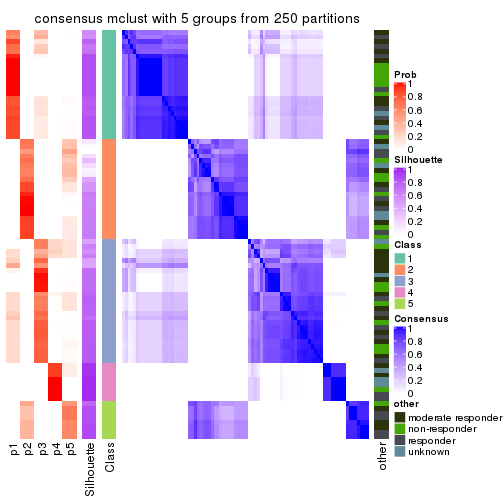 consensus mclust with 5 groups from 250 partitions
p1
p2
p3
p4
p5
Silhouette
Class
other
Prob
1
0.8
0.6
0.4
0.2
0
Silhouette
1
0.8
0.6
0.4
0.2
0
Class
1
2
3
4
5
Consensus
1
0.8
0.6
0.4
0.2
0
other
moderate responder
non-responder
responder
unknown